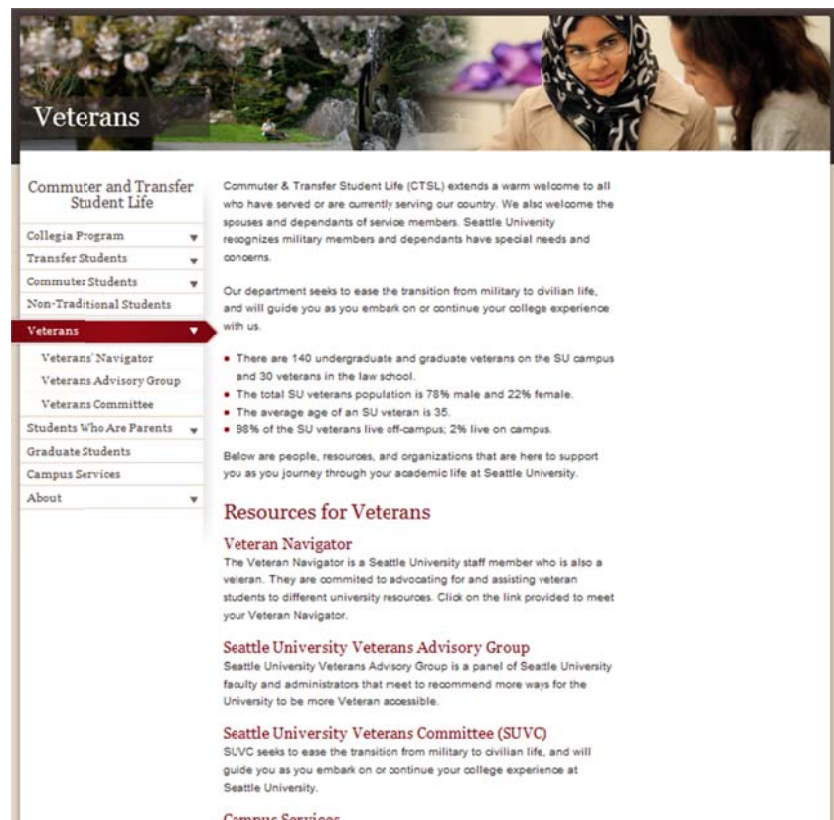 Veterans
Commuter and Transfer
Student Life
Collegia Program
Transfer Students
Commuter Students
Non-Traditional Students
Veterans
Veterans' Navigator
Veterans Advisory Group
Veterans Committee
Students Who Are Parents
Graduate Students
Campus Services
About
Commuter & Transfer Student Life (CTSL) extends a warm welcome to all
who have served or are currently serving our country. We also welcome the
spouses and dependants of service members. Seattle University
recognizes military members and dependants have special needs and
concerns.
Our department seeks to ease the transition from military to civilian life,
and will guide you as you embark on or continue your college experience
with us.
• There are 140 undergraduate and graduate veterans on the SU campus
and 30 veterans in the law school.
• The total SU veterans population is 78% male and 22% female.
• The average age of an SU veteran is 35.
• 98% of the SU veterans live off-campus; 2% live on campus.
Below are people, resources, and organizations that are here to support
you as you journey through your academic life at Seattle University.
Resources for Veterans
Veteran Navigator
The Veteran Navigator is a Seattle University staff member who is also a
veteran. They are commited to advocating for and assisting veteran
students to different university resources. Click on the link provided to meet
your Veteran Navigator.
Seattle University Veterans Advisory Group
Seattle University Veterans Advisory Group is a panel of Seattle University
faculty and administrators that meet to recommend more ways for the
University to be more Veteran accessible.
Seattle University Veterans Committee (SUVC)
SUVC seeks to ease the transition from military to civilian life, and will
guide you as you embark on or continue your college experience at
Seattle University.
Campus Services